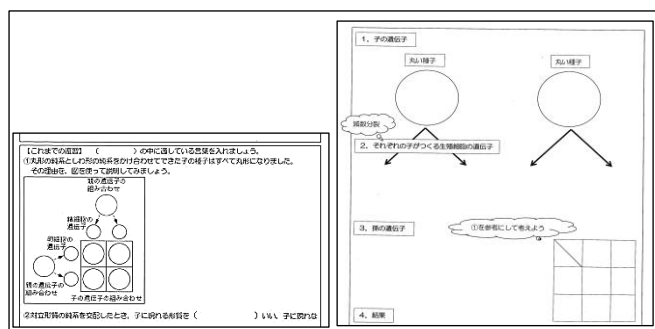 【これまでの復習】　（　　　　）の中に適している言葉を入れましょう。
①丸形の純系としわ形の純系をかけ合わせてできた子の種子はすべて丸形になりました。
その理由を、図を使って説明してみましょう。
親の遺伝子の
組み合わせ
精細胞の
遺伝子
卵細胞の
遺伝子
親の遺伝子の
組み合わせ
子の遺伝子の組み合わせ
②対立形質の純系を交配したとき、子に現れる形質を（　　　　　　）といい、子に現れな
1，子の遺伝子
丸い種子
丸い種子
減数分裂
2，それぞれの子がつくる生殖細胞の遺伝子
3，孫の遺伝子
①を参考にして考えよう
4，結果